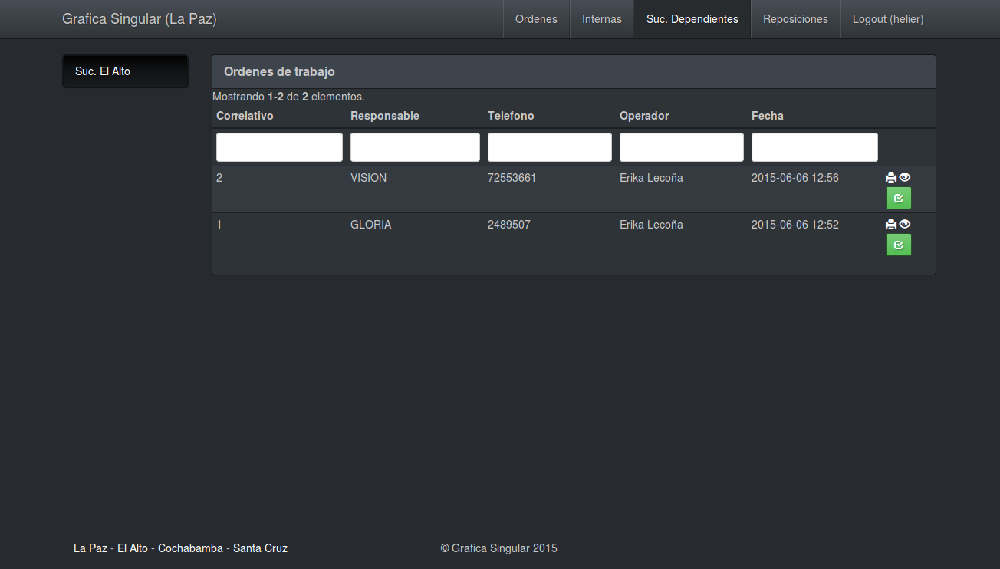 Grafica Singular (La Paz) Ordenes Internas Suc. Dependientes Reposiciones Logout (helier)
Suc. El Alto
Ordenes de trabajo
Mostrando 1-2 de 2 elementos.
Correlativo Responsable Telefono Operador Fecha
2 VISION 72553661 Erika Lecoña 2015-06-06 12:56
1 GLORIA 2489507 Erika Lecoña 2015-06-06 12:52
La Paz - El Alto - Cochabamba - Santa Cruz © Grafica Singular 2015